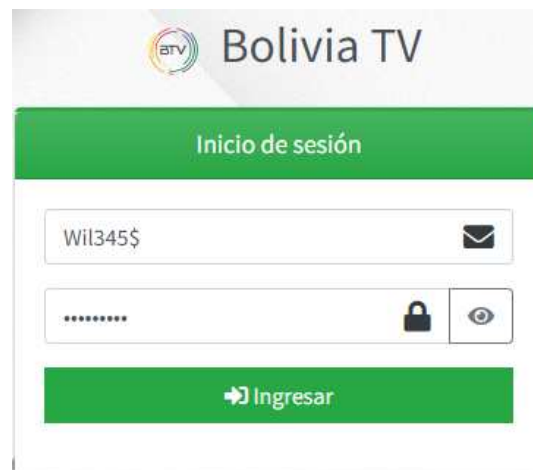 BTV Bolivia TV
Inicio de sesión
Wil345$
•••••••••
Ingresar